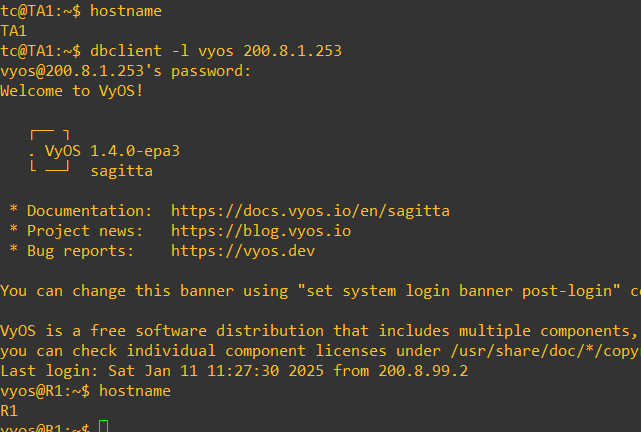 tc@TA1:~$ hostname
TA1
tc@TA1:~$ dbclient -l vyos 200.8.1.253
vyos@200.8.1.253's password:
Welcome to VyOS!
┌── ┐
. VyOS 1.4.0-epa3
└ ──┘ sagitta
* Documentation: https://docs.vyos.io/en/sagitta
* Project news: https://blog.vyos.io
* Bug reports: https://vyos.dev
You can change this banner using "set system login banner post-login" c
VyOS is a free software distribution that includes multiple components,
you can check individual component licenses under /usr/share/doc/*/copy
Last login: Sat Jan 11 11:27:30 2025 from 200.8.99.2
vyos@R1:~$ hostname
R1
vyos@R1:~$